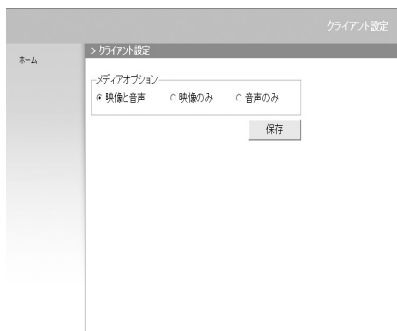 クライアント設定
ホーム
> クライアント設定
メディアオプション
映像と音声 映像のみ 音声のみ
保存